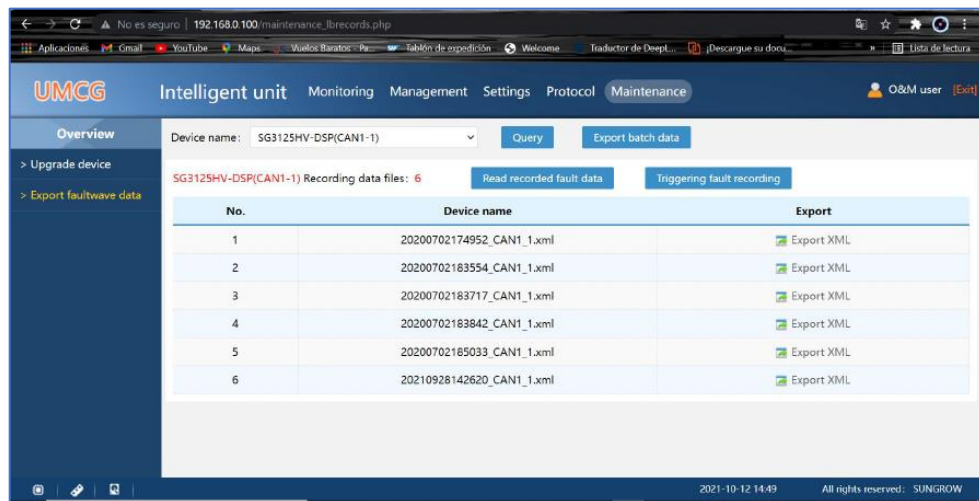 No es seguro | 192.168.0.100/maintenance_lbrecords.php
Aplicaciones Gmail YouTube Maps Vuelos Baratos - Pa... Tablón de expedición Welcome Traductor de DeepL... ¡Descargue su docu... » Lista de lectura
UMCG Intelligent unit Monitoring Management Settings Protocol Maintenance O&M user [Exit]
Overview
> Upgrade device
> Export faultwave data
Device name: SG3125HV-DSP(CAN1-1) Query Export batch data
SG3125HV-DSP(CAN1-1) Recording data files: 6 Read recorded fault data Triggering fault recording
No. Device name Export
1 20200702174952_CAN1_1.xml Export XML
2 20200702183554_CAN1_1.xml Export XML
3 20200702183717_CAN1_1.xml Export XML
4 20200702183842_CAN1_1.xml Export XML
5 20200702185033_CAN1_1.xml Export XML
6 20210928142620_CAN1_1.xml Export XML
2021-10-12 14:49 All rights reserved: SUNGROW